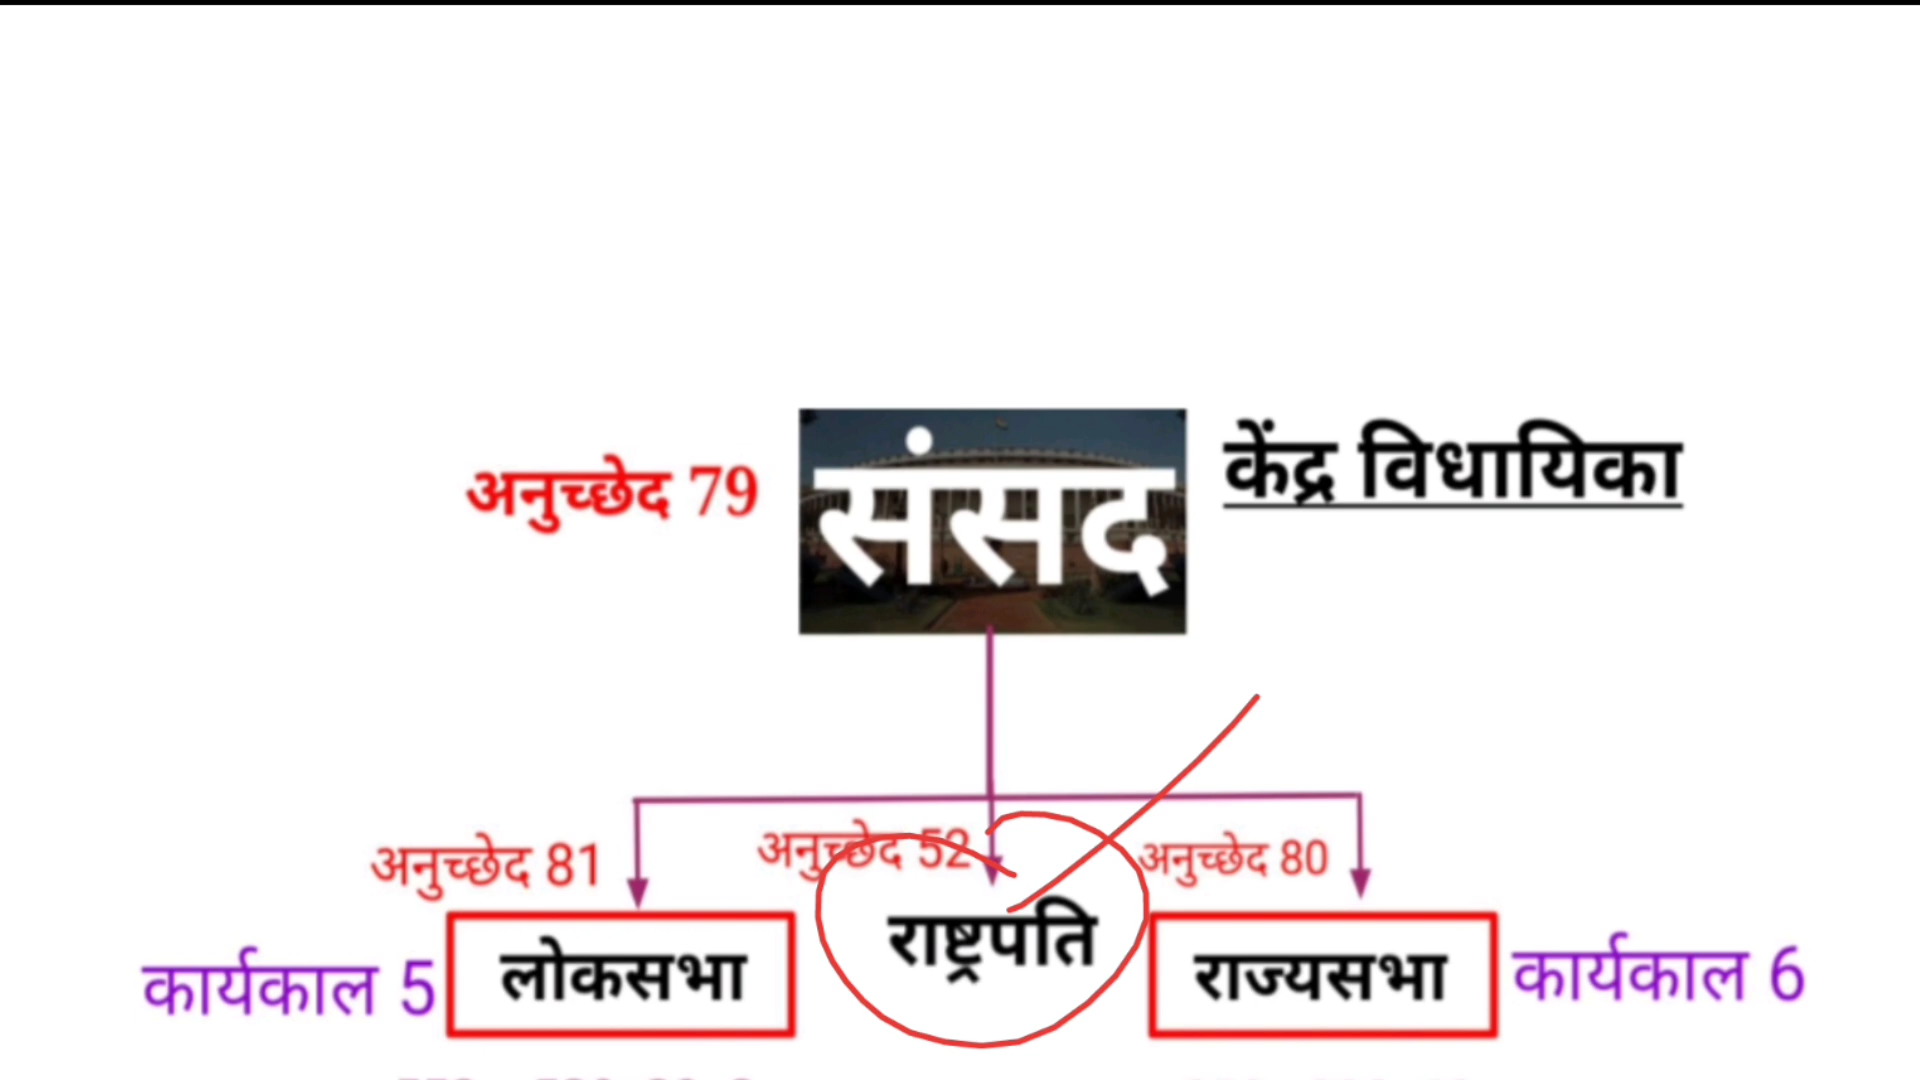 अनुच्छेद 79
संसद
केंद्र विधायिका
अनुच्छेद 81
अनुच्छेद 52
अनुच्छेद 80
कार्यकाल 5
लोकसभा
राष्ट्रपति
राज्यसभा
कार्यकाल 6